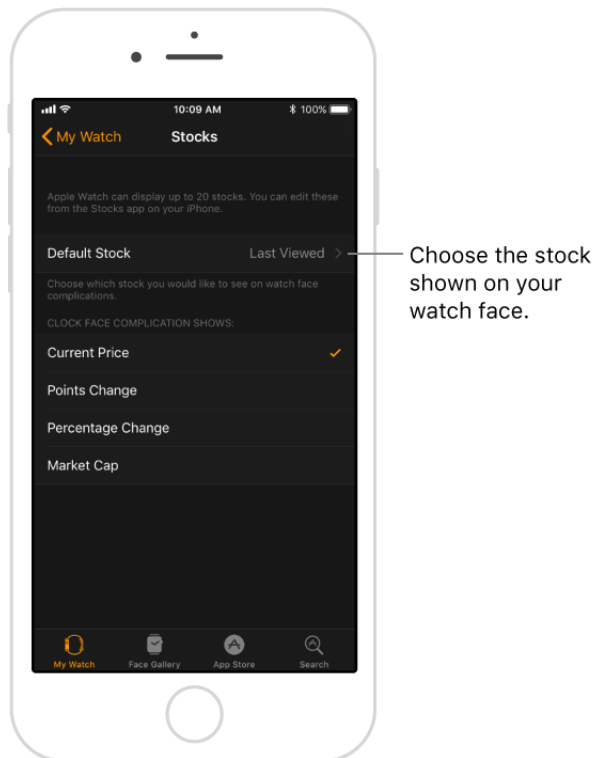 10:09 AM
100%
My Watch
Stocks
Apple Watch can display up to 20 stocks. You can edit these
from the Stocks app on your iPhone.
Default Stock
Last Viewed
Choose the stock
shown on your
watch face.
Choose which stock you would like to see on watch face
complications.
CLOCK FACE COMPLICATION SHOWS:
Current Price
Points Change
Percentage Change
Market Cap
My Watch
Face Gallery
App Store
Search